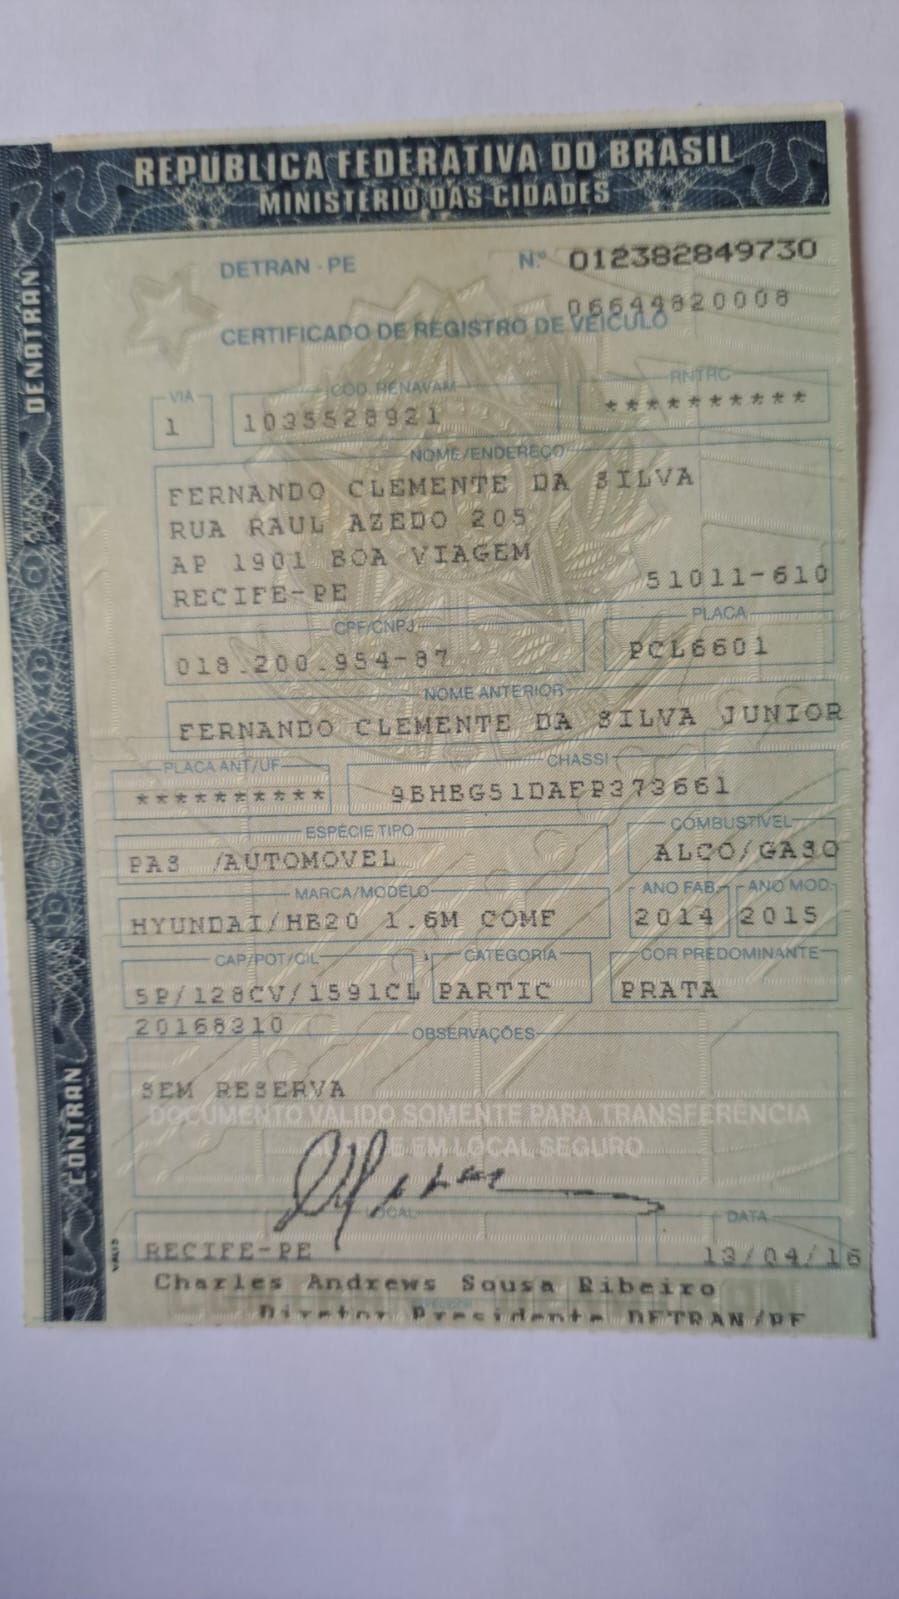 REPUBLICA FEDERATIVA DO BRASIL
MINISTERIO DAS CIDADES
DENATRAN
CONTRAN
DETRAN - PE Nº 012382849730
06644820008
CERTIFICADO DE REGISTRO DE VEICULO
VIA CÓD. RENAVAM RNTRC
1 1035528921 **********
NOME/ENDEREÇO
FERNANDO CLEMENTE DA SILVA
RUA RAUL AZEDO 205
AP 1901 BOA VIAGEM
RECIFE-PE 51011-610
CPF/CNPJ PLACA
018.200.954-87 PCL6601
NOME ANTERIOR
FERNANDO CLEMENTE DA SILVA JUNIOR
PLACA ANT/UF CHASSI
********** 9BHBG51DAEP373661
ESPÉCIE TIPO COMBUSTÍVEL
PAS /AUTOMOVEL ALCO/GASO
MARCA/MODELO ANO FAB. ANO MOD.
HYUNDAI/HB20 1.6M COMF 2014 2015
CAP/POT/CIL CATEGORIA COR PREDOMINANTE
5P/128CV/1591CL PARTIC PRATA
20168310
OBSERVAÇÕES
SEM RESERVA
DOCUMENTO VALIDO SOMENTE PARA TRANSFERENCIA
EM LOCAL SEGURO
LOCAL DATA
RECIFE-PE 13/04/16
Charles Andrews Sousa Ribeiro
Diretor Presidente DETRAN/PE